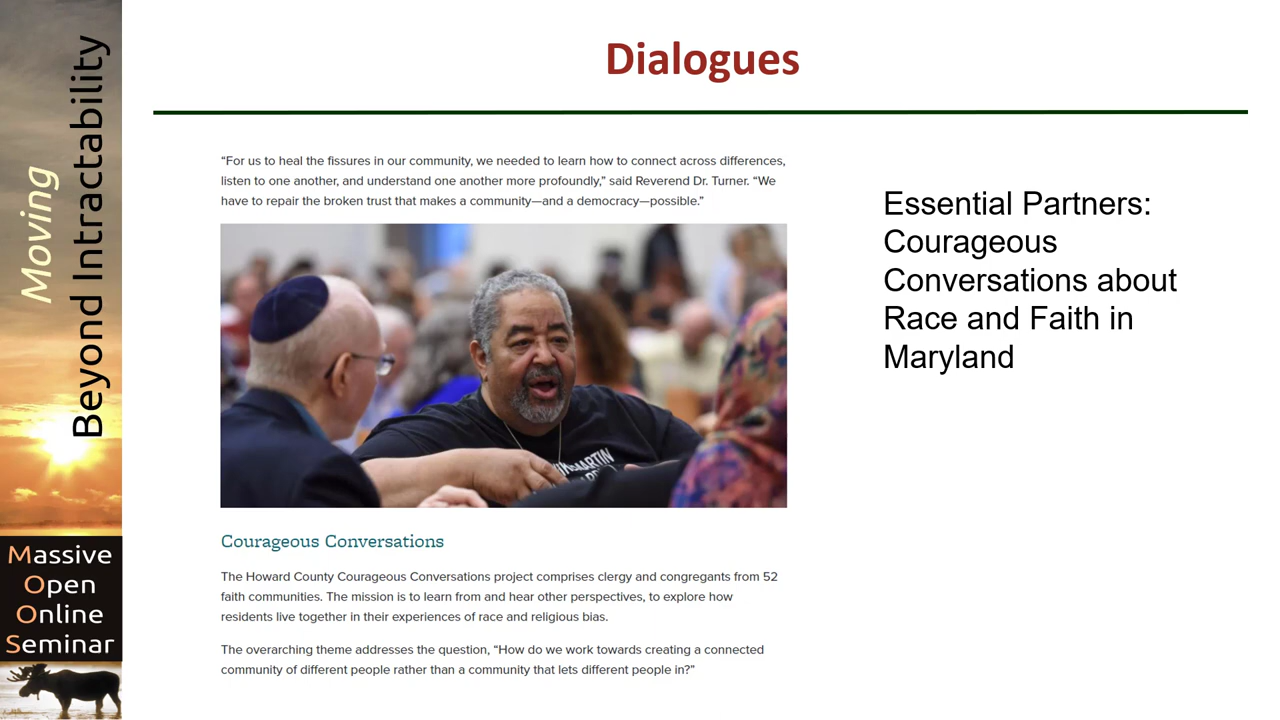 Moving
Beyond Intractability
Massive
Open
Online
Seminar
Dialogues
“For us to heal the fissures in our community, we needed to learn how to connect across differences,
listen to one another, and understand one another more profoundly,” said Reverend Dr. Turner. “We
have to repair the broken trust that makes a community—and a democracy—possible.”
MARTIN
Courageous Conversations
The Howard County Courageous Conversations project comprises clergy and congregants from 52
faith communities. The mission is to learn from and hear other perspectives, to explore how
residents live together in their experiences of race and religious bias.
The overarching theme addresses the question, “How do we work towards creating a connected
community of different people rather than a community that lets different people in?”
Essential Partners:
Courageous
Conversations about
Race and Faith in
Maryland